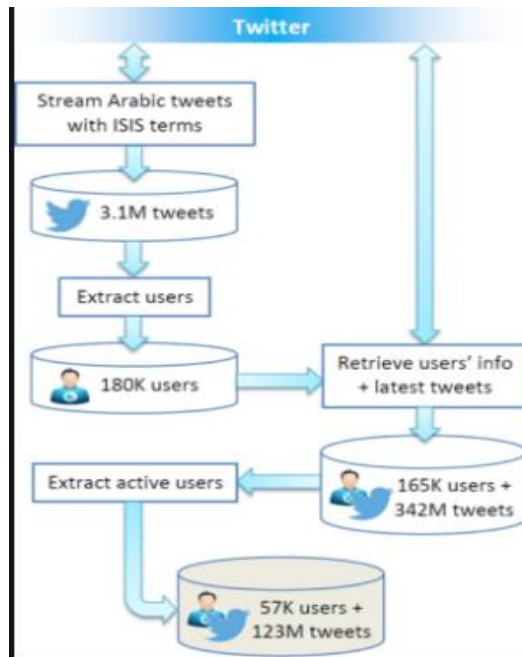 Twitter
Stream Arabic tweets
with ISIS terms
3.1M tweets
Extract users
180K users
Retrieve users' info
+ latest tweets
165K users +
342M tweets
Extract active users
57K users +
123M tweets